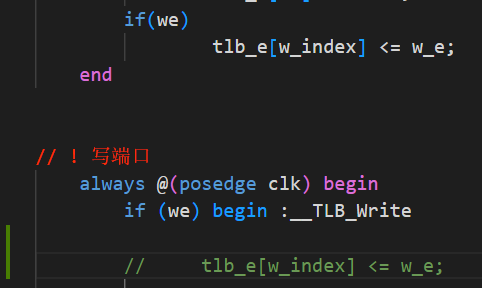 if(we)
tlb_e[w_index] <= w_e;
end
// ! 写端口
always @(posedge clk) begin
if (we) begin :__TLB_Write
// tlb_e[w_index] <= w_e;